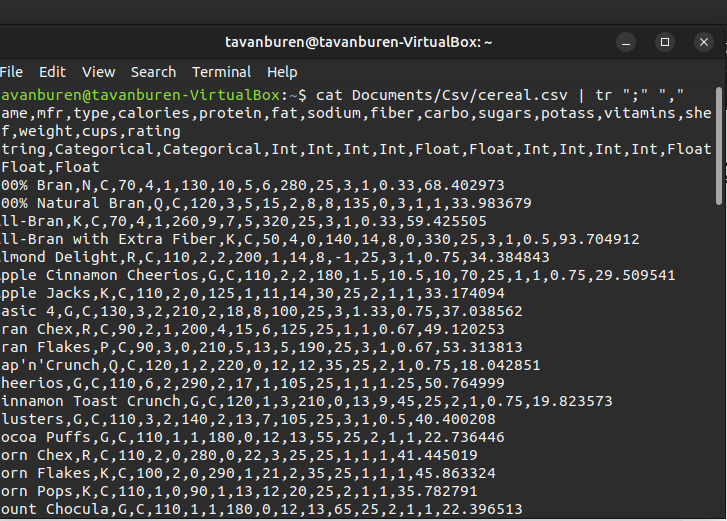 tavanburen@tavanburen-VirtualBox: ~
File Edit View Search Terminal Help
avanburen@tavanburen-VirtualBox:~$ cat Documents/Csv/cereal.csv | tr ";" ","
ame,mfr,type,calories,protein,fat,sodium,fiber,carbo,sugars,potass,vitamins,she
f,weight,cups,rating
tring,Categorical,Categorical,Int,Int,Int,Int,Float,Float,Int,Int,Int,Int,Float
Float,Float
00% Bran,N,C,70,4,1,130,10,5,6,280,25,3,1,0.33,68.402973
00% Natural Bran,Q,C,120,3,5,15,2,8,8,135,0,3,1,1,33.983679
ll-Bran,K,C,70,4,1,260,9,7,5,320,25,3,1,0.33,59.425505
ll-Bran with Extra Fiber,K,C,50,4,0,140,14,8,0,330,25,3,1,0.5,93.704912
lmond Delight,R,C,110,2,2,200,1,14,8,-1,25,3,1,0.75,34.384843
pple Cinnamon Cheerios,G,C,110,2,2,180,1.5,10.5,10,70,25,1,1,0.75,29.509541
pple Jacks,K,C,110,2,0,125,1,11,14,30,25,2,1,1,33.174094
asic 4,G,C,130,3,2,210,2,18,8,100,25,3,1.33,0.75,37.038562
ran Chex,R,C,90,2,1,200,4,15,6,125,25,1,1,0.67,49.120253
ran Flakes,P,C,90,3,0,210,5,13,5,190,25,3,1,0.67,53.313813
ap'n'Crunch,Q,C,120,1,2,220,0,12,12,35,25,2,1,0.75,18.042851
heerios,G,C,110,6,2,290,2,17,1,105,25,1,1,1.25,50.764999
innamon Toast Crunch,G,C,120,1,3,210,0,13,9,45,25,2,1,0.75,19.823573
lusters,G,C,110,3,2,140,2,13,7,105,25,3,1,0.5,40.400208
ocoa Puffs,G,C,110,1,1,180,0,12,13,55,25,2,1,1,22.736446
orn Chex,R,C,110,2,0,280,0,22,3,25,25,1,1,1,41.445019
orn Flakes,K,C,100,2,0,290,1,21,2,35,25,1,1,1,45.863324
orn Pops,K,C,110,1,0,90,1,13,12,20,25,2,1,1,35.782791
ount Chocula,G,C,110,1,1,180,0,12,13,65,25,2,1,1,22.396513